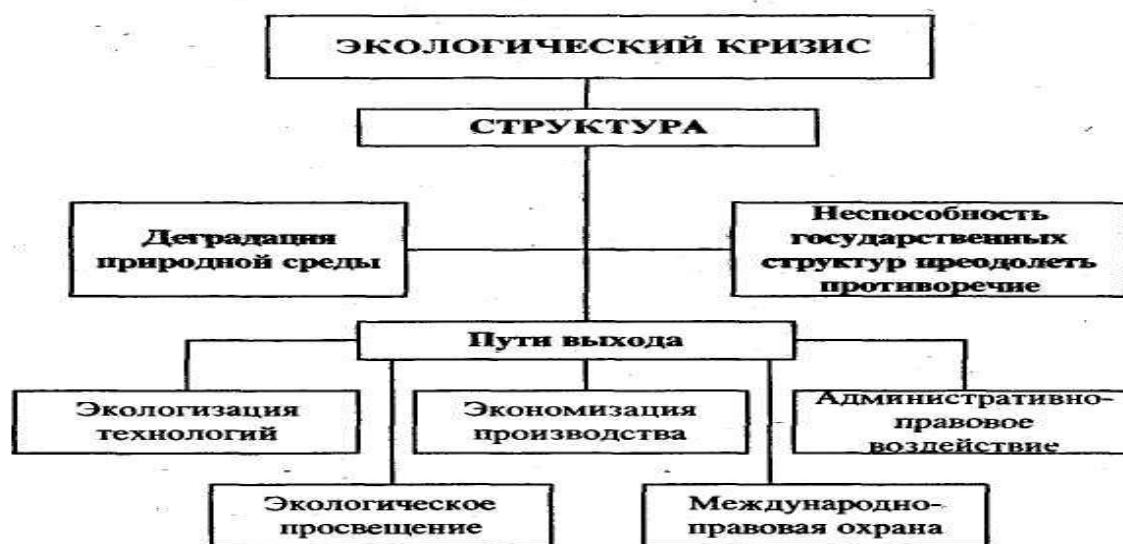 ЭКОЛОГИЧЕСКИЙ КРИЗИС
СТРУКТУРА
Деградация
природной среды
Неспособность
государственных
структур преодолеть
противоречие
Пути выхода
Экологизация
технологий
Экономизация
производства
Административно-
правовое
воздействие
Экологическое
просвещение
Международно-
правовая охрана